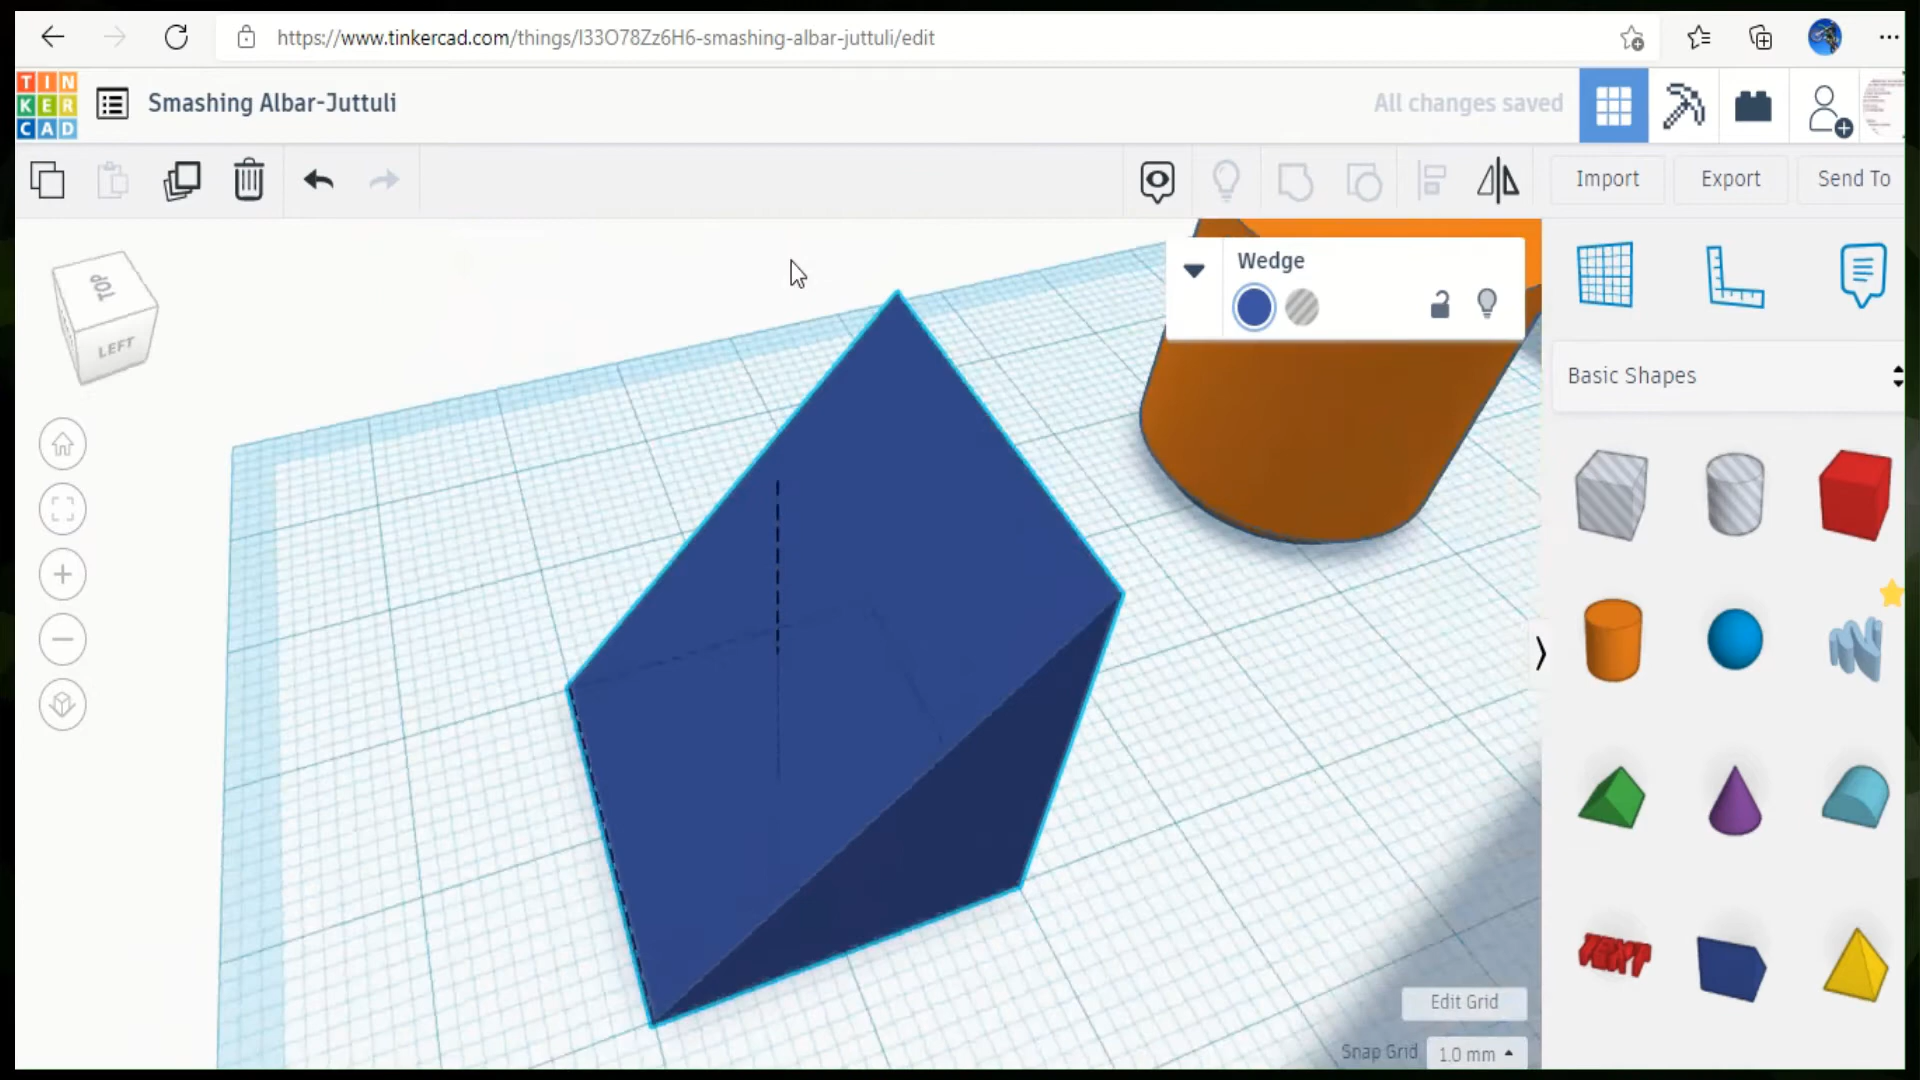 https://www.tinkercad.com/things/l33O78Zz6H6-smashing-albar-juttuli/edit
TIN
KER
CAD
Smashing Albar-Juttuli
All changes saved
Import
Export
Send To
TOP
LEFT
Wedge
Basic Shapes
TEXT
Edit Grid
Snap Grid
1.0 mm